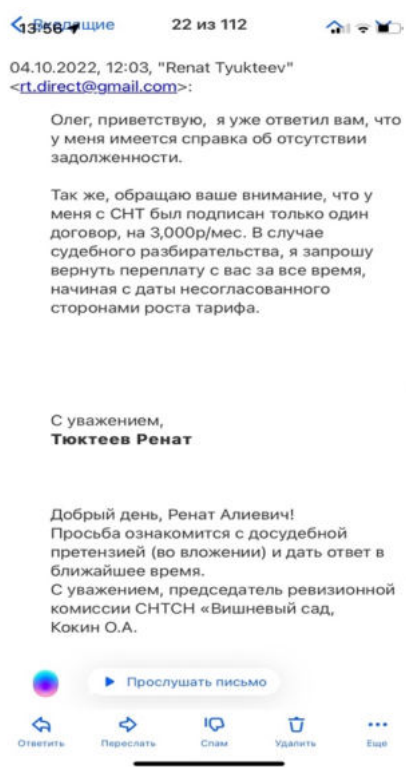 13:56 Входящие 22 из 112
04.10.2022, 12:03, "Renat Tyukteev"
<rt.direct@gmail.com>:
Олег, приветствую, я уже ответил вам, что
у меня имеется справка об отсутствии
задолженности.
Так же, обращаю ваше внимание, что у
меня с СНТ был подписан только один
договор, на 3,000р/мес. В случае
судебного разбирательства, я запрошу
вернуть переплату с вас за все время,
начиная с даты несогласованного
сторонами роста тарифа.
С уважением,
Тюктеев Ренат
Добрый день, Ренат Алиевич!
Просьба ознакомится с досудебной
претензией (во вложении) и дать ответ в
ближайшее время.
С уважением, председатель ревизионной
комиссии СНТСН «Вишневый сад,
Кокин О.А.
Прослушать письмо
Ответить Переслать Спам Удалить Ещё